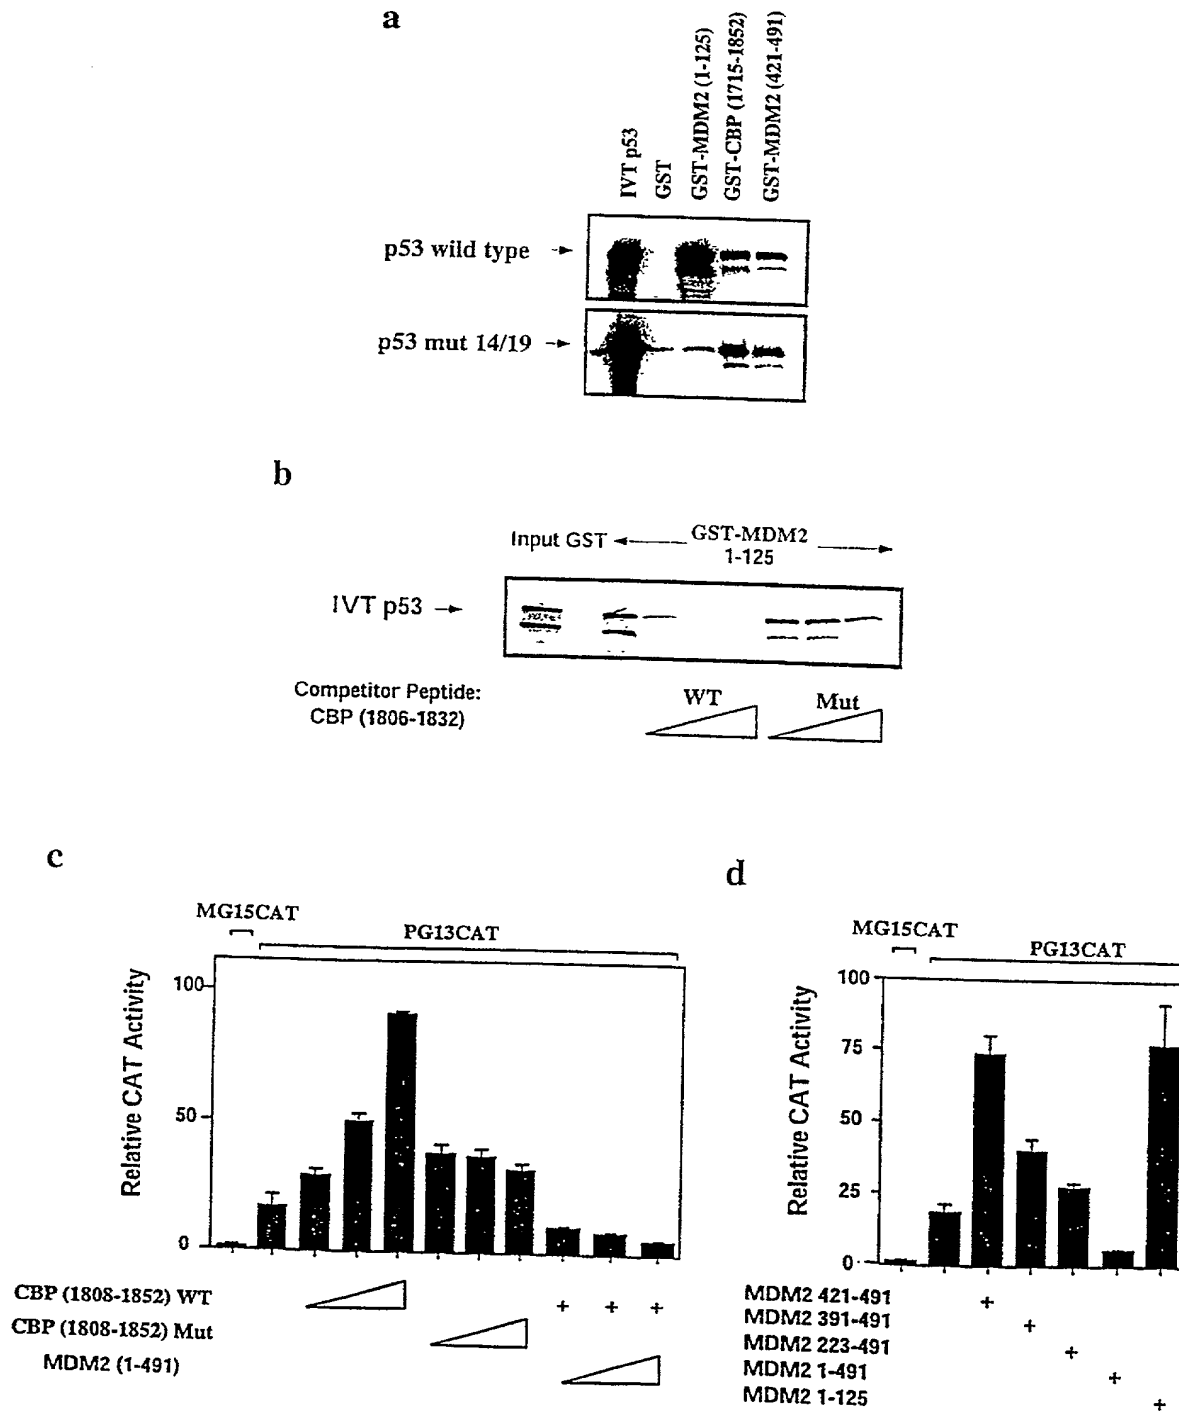 a
IVT p53
GST
GST-MDM2 (1-125)
GST-CBP (1715-1852)
GST-MDM2 (421-491)
p53 wild type
p53 mut 14/19
b
Input GST
GST-MDM2
1-125
IVT p53
Competitor Peptide:
CBP (1806-1832)
WT
Mut
c
MG15CAT
PG13CAT
Relative CAT Activity
100
50
0
CBP (1808-1852) WT
+ + +
CBP (1808-1852) Mut
MDM2 (1-491)
d
MG15CAT
PG13CAT
Relative CAT Activity
100
75
50
25
0
MDM2 421-491 +
MDM2 391-491 +
MDM2 223-491 +
MDM2 1-491 +
MDM2 1-125 +